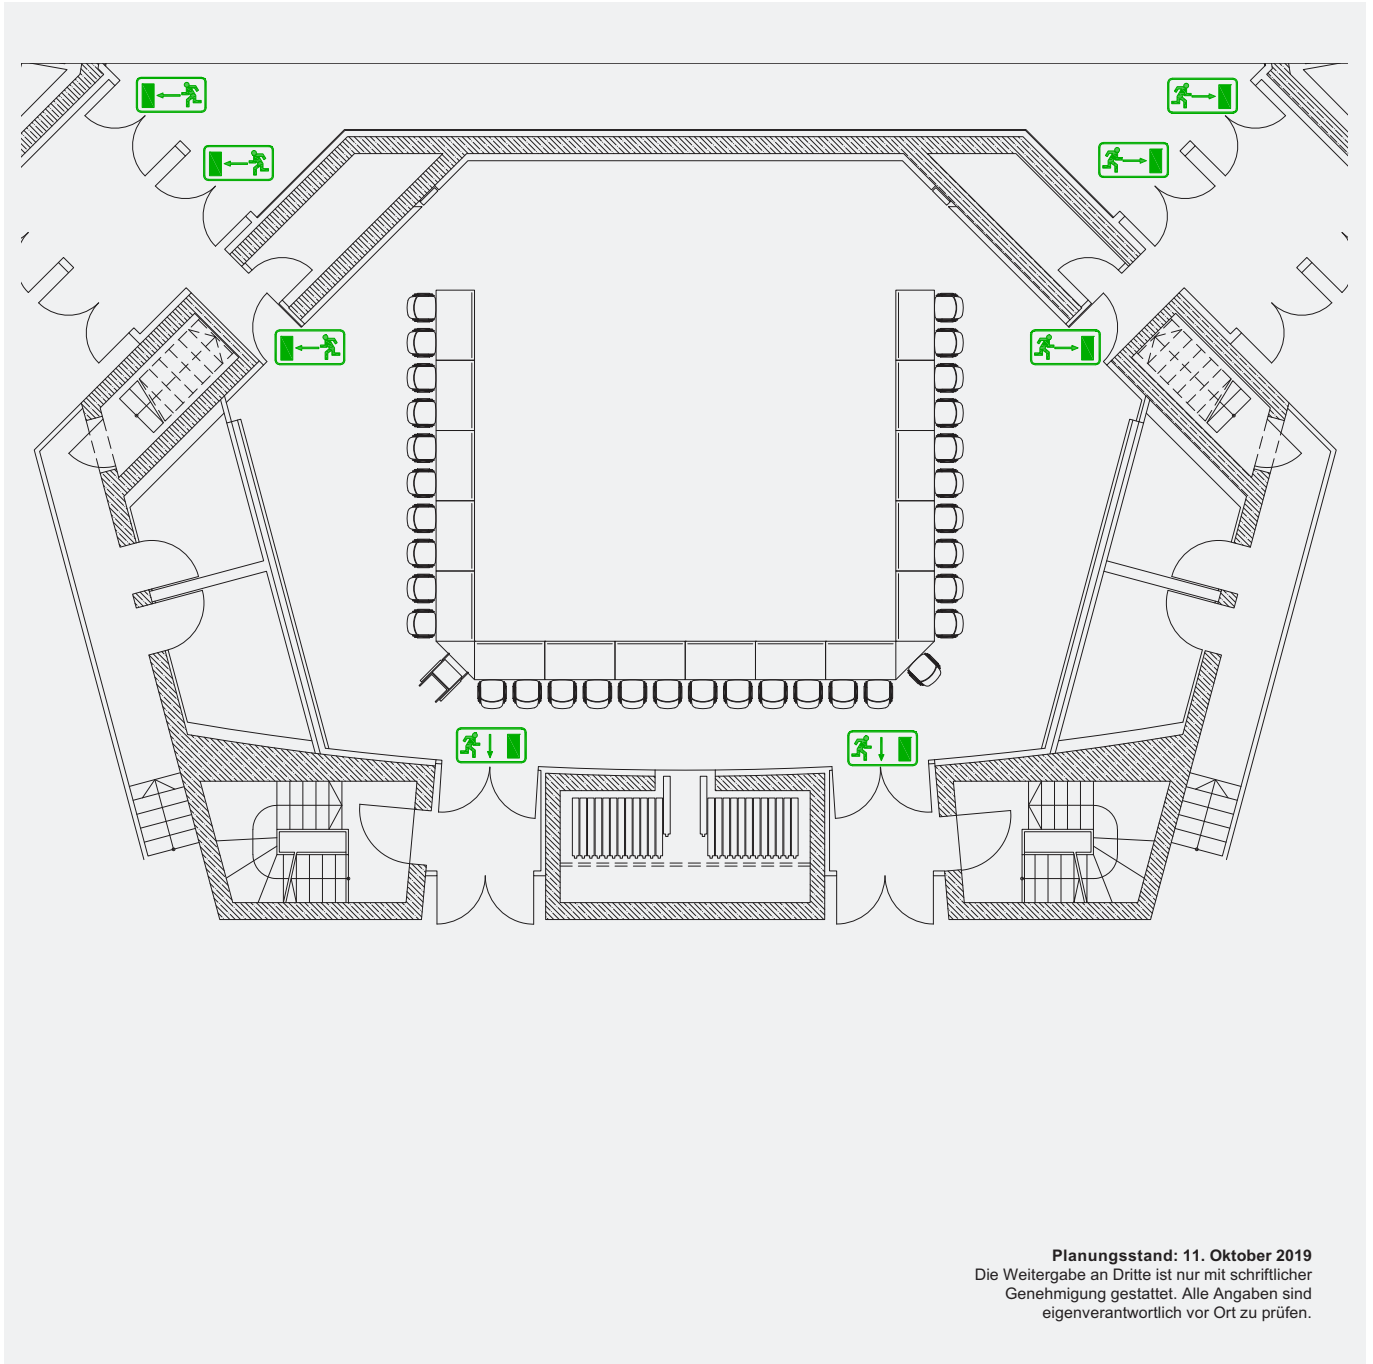 Planungsstand: 11. Oktober 2019
Die Weitergabe an Dritte ist nur mit schriftlicher
Genehmigung gestattet. Alle Angaben sind
eigenverantwortlich vor Ort zu prüfen.